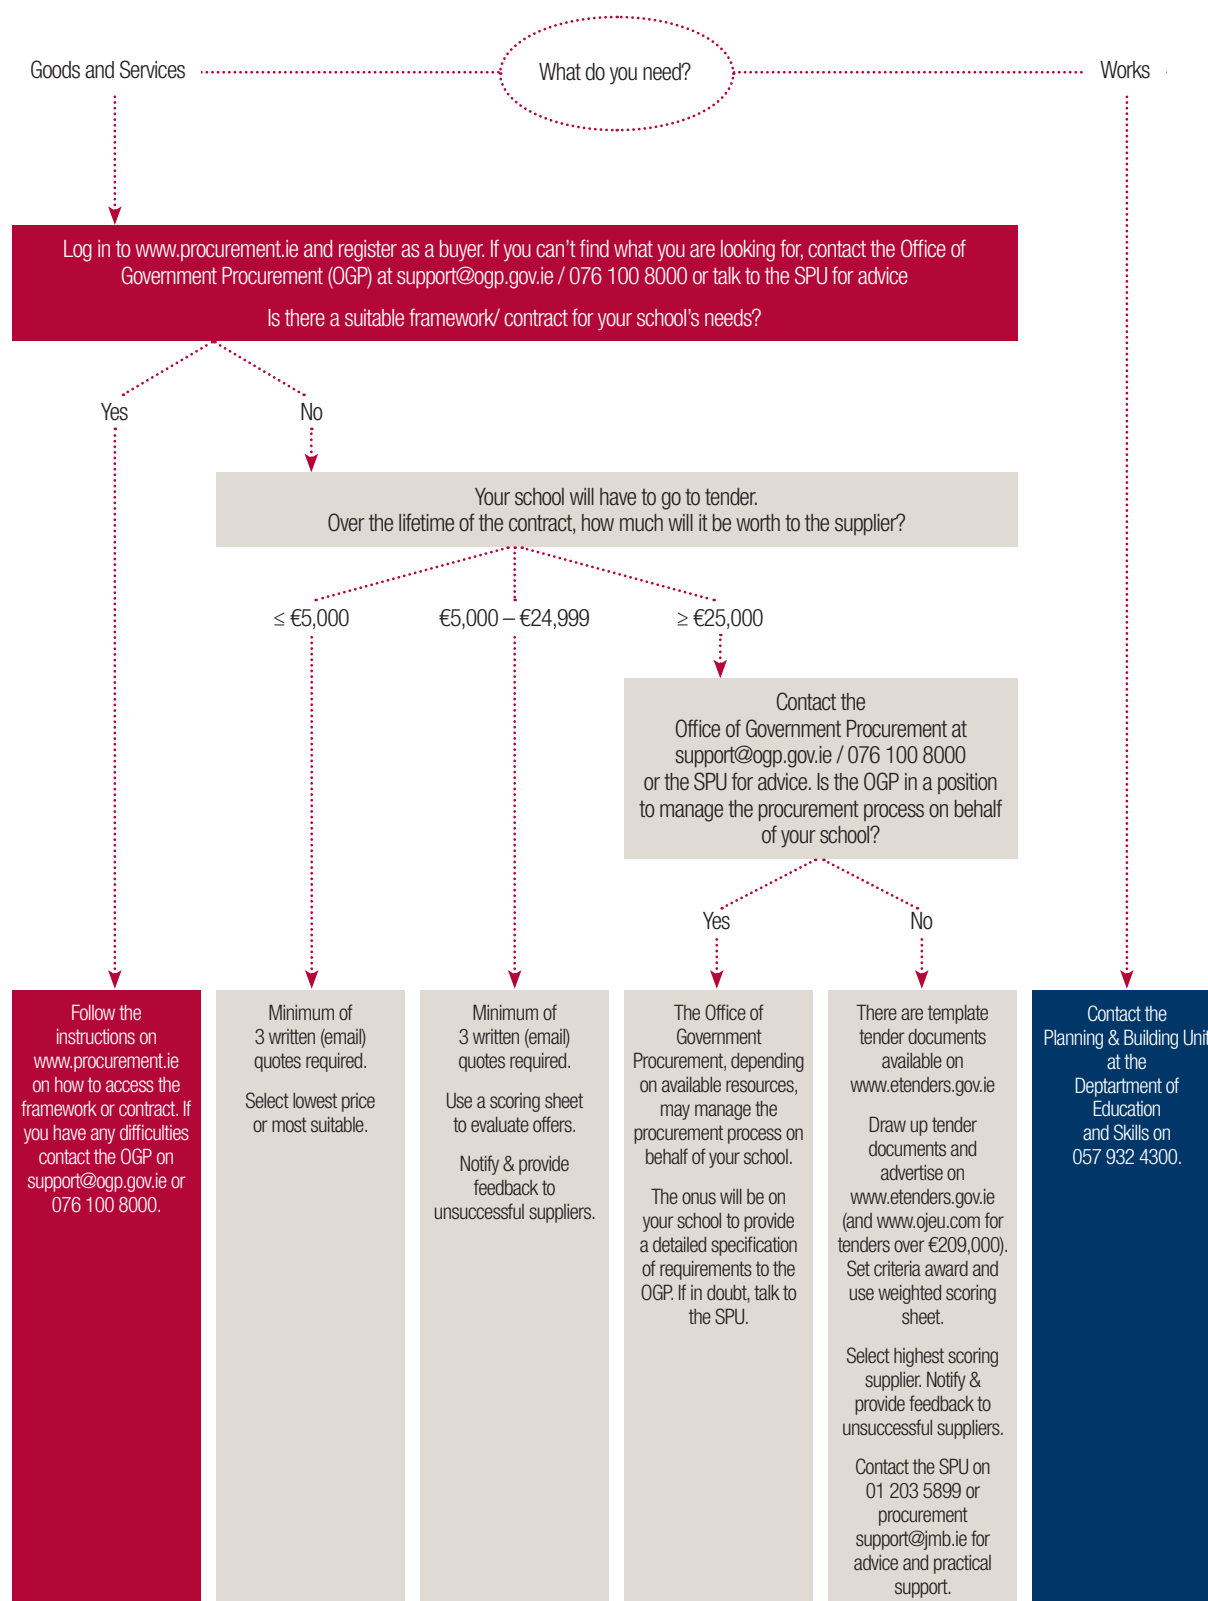 Goods and Services
What do you need?
Works
Log in to www.procurement.ie and register as a buyer. If you can't find what you are looking for, contact the Office of
Government Procurement (OGP) at support@ogp.gov.ie / 076 100 8000 or talk to the SPU for advice
Is there a suitable framework/ contract for your school's needs?
Yes
No
Your school will have to go to tender.
Over the lifetime of the contract, how much will it be worth to the supplier?
≤ €5,000
€5,000 – €24,999
≥ €25,000
Contact the
Office of Government Procurement at
support@ogp.gov.ie / 076 100 8000
or the SPU for advice. Is the OGP in a position
to manage the procurement process on behalf
of your school?
Yes
No
Follow the
instructions on
www.procurement.ie
on how to access the
framework or contract. If
you have any difficulties
contact the OGP on
support@ogp.gov.ie or
076 100 8000.
Minimum of
3 written (email)
quotes required.
Select lowest price
or most suitable.
Minimum of
3 written (email)
quotes required.
Use a scoring sheet
to evaluate offers.
Notify & provide
feedback to
unsuccessful suppliers.
The Office of
Government
Procurement, depending
on available resources,
may manage the
procurement process on
behalf of your school.
The onus will be on
your school to provide
a detailed specification
of requirements to the
OGP. If in doubt, talk to
the SPU.
There are template
tender documents
available on
www.etenders.gov.ie
Draw up tender
documents and
advertise on
www.etenders.gov.ie
(and www.ojeu.com for
tenders over €209,000).
Set criteria award and
use weighted scoring
sheet.
Select highest scoring
supplier. Notify &
provide feedback to
unsuccessful suppliers.
Contact the SPU on
01 203 5899 or
procurement
support@jmb.ie for
advice and practical
support.
Contact the
Planning & Building Unit
at the
Deptartment of
Education
and Skills on
057 932 4300.